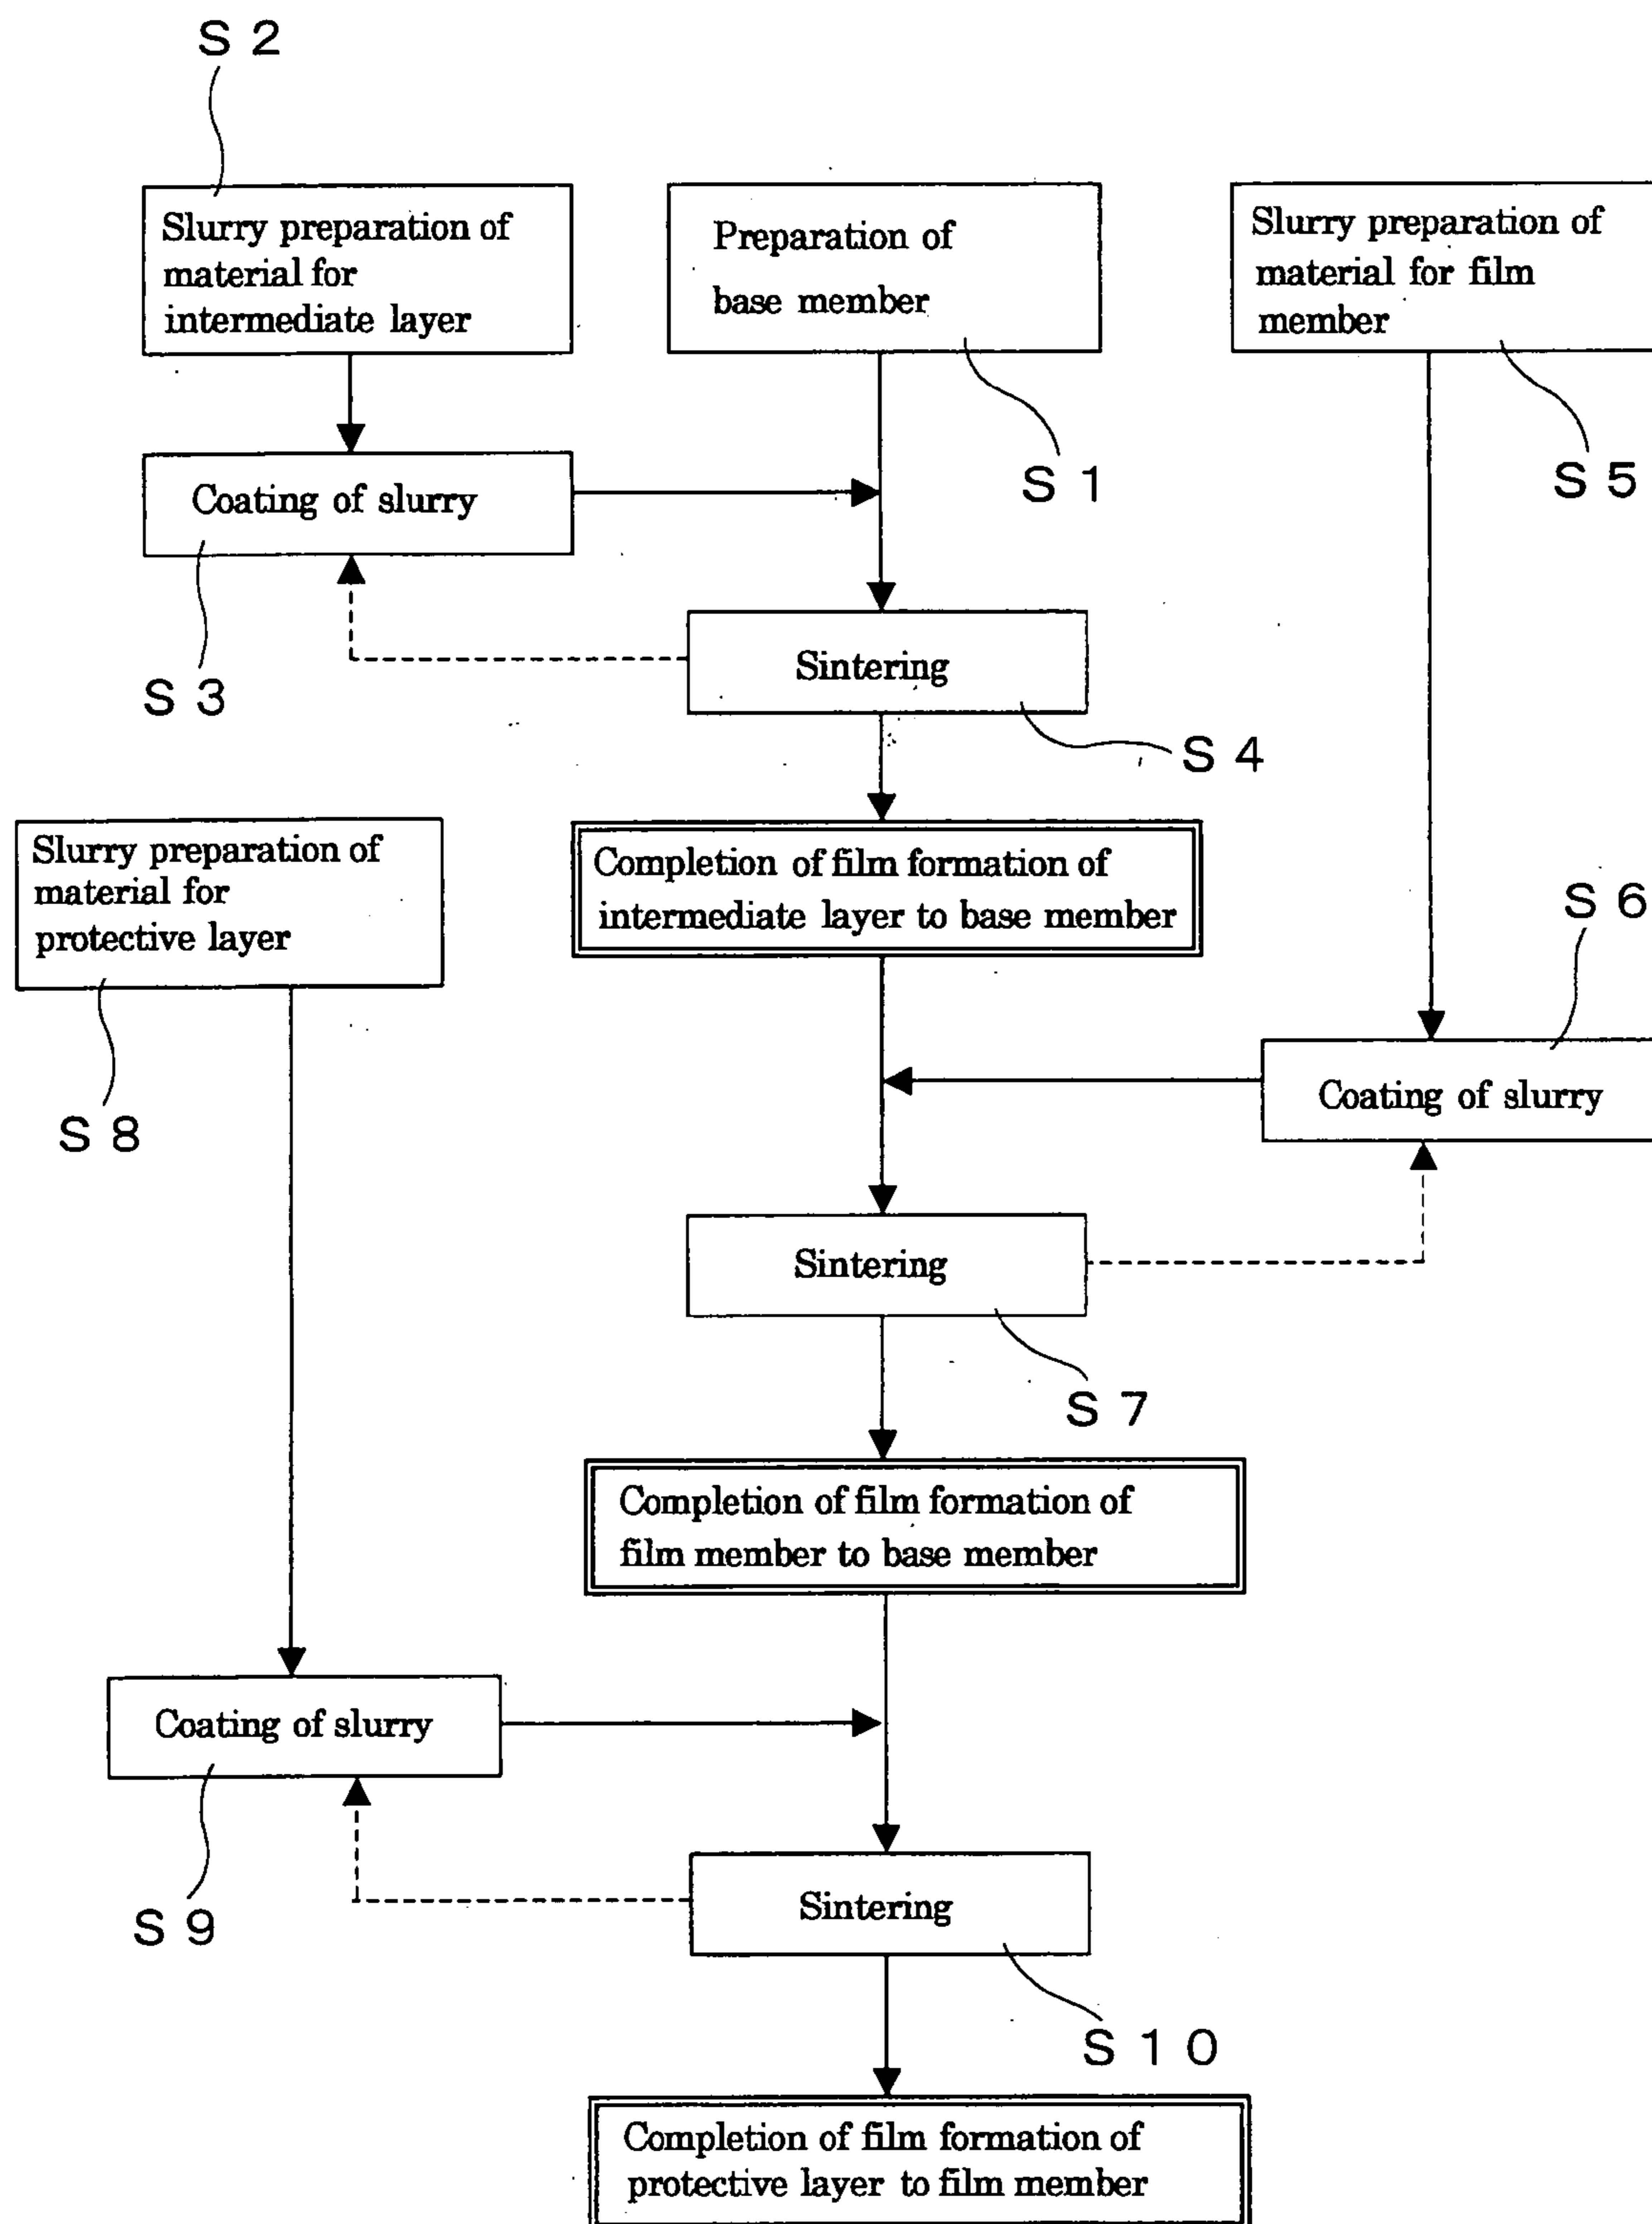 S 2
Slurry preparation of
material for
intermediate layer
Preparation of
base member
Slurry preparation of
material for film
member
S 1
S 5
Coating of slurry
S 3
Sintering
S 4
Slurry preparation of
material for
protective layer
S 8
Completion of film formation of
intermediate layer to base member
S 6
Coating of slurry
Sintering
S 7
Completion of film formation of
film member to base member
Coating of slurry
S 9
Sintering
S 1 0
Completion of film formation of
protective layer to film member